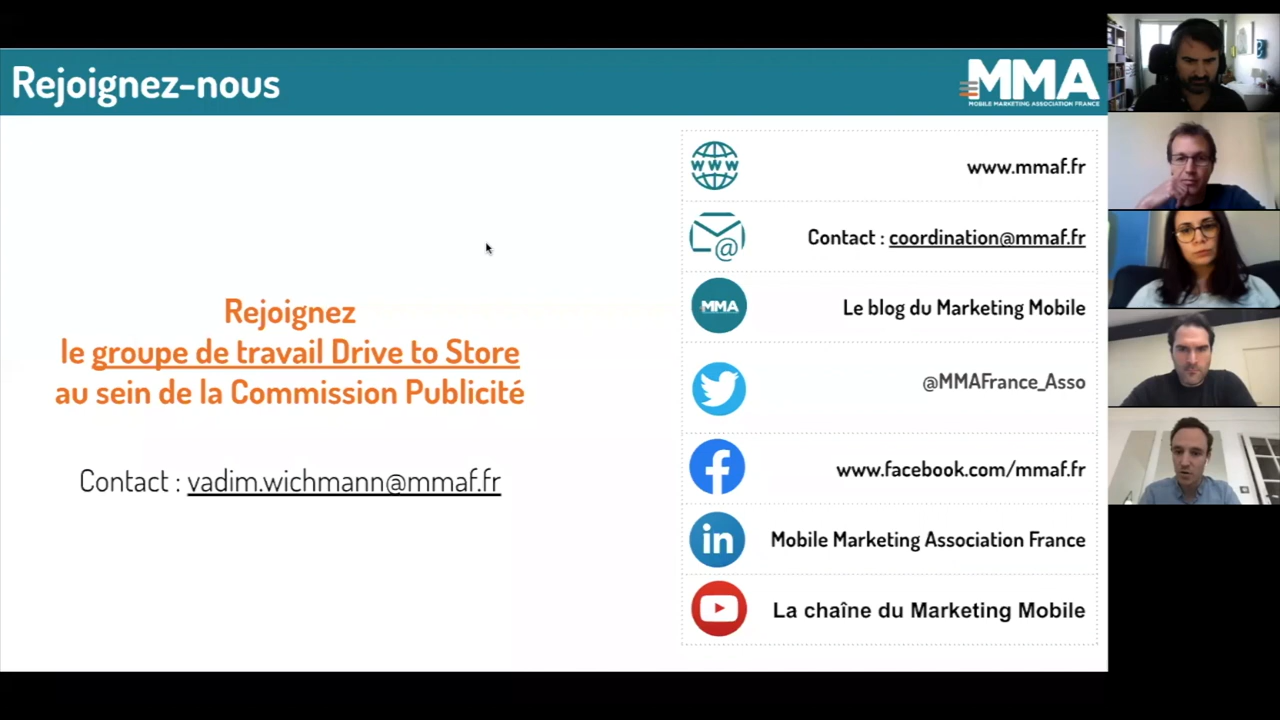 Rejoignez-nous
MMA
MOBILE MARKETING ASSOCIATION FRANCE
Rejoignez
le groupe de travail Drive to Store
au sein de la Commission Publicité
Contact : vadim.wichmann@mmaf.fr
WWW
www.mmaf.fr
@
Contact : coordination@mmaf.fr
MMA
Le blog du Marketing Mobile
@MMAFrance_Asso
f
www.facebook.com/mmaf.fr
in
Mobile Marketing Association France
La chaîne du Marketing Mobile